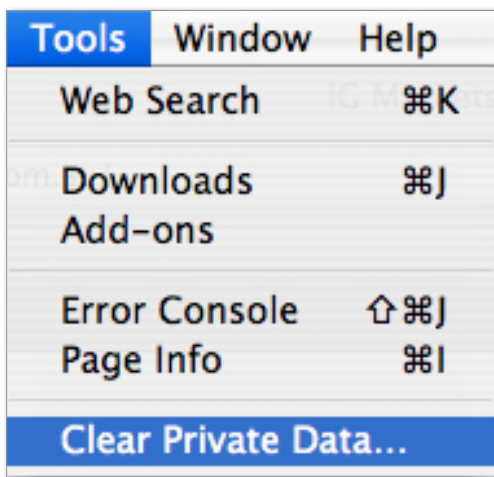 Tools Window Help
Web Search ⌘K
Downloads ⌘J
Add-ons
Error Console ⇧⌘J
Page Info ⌘I
Clear Private Data...